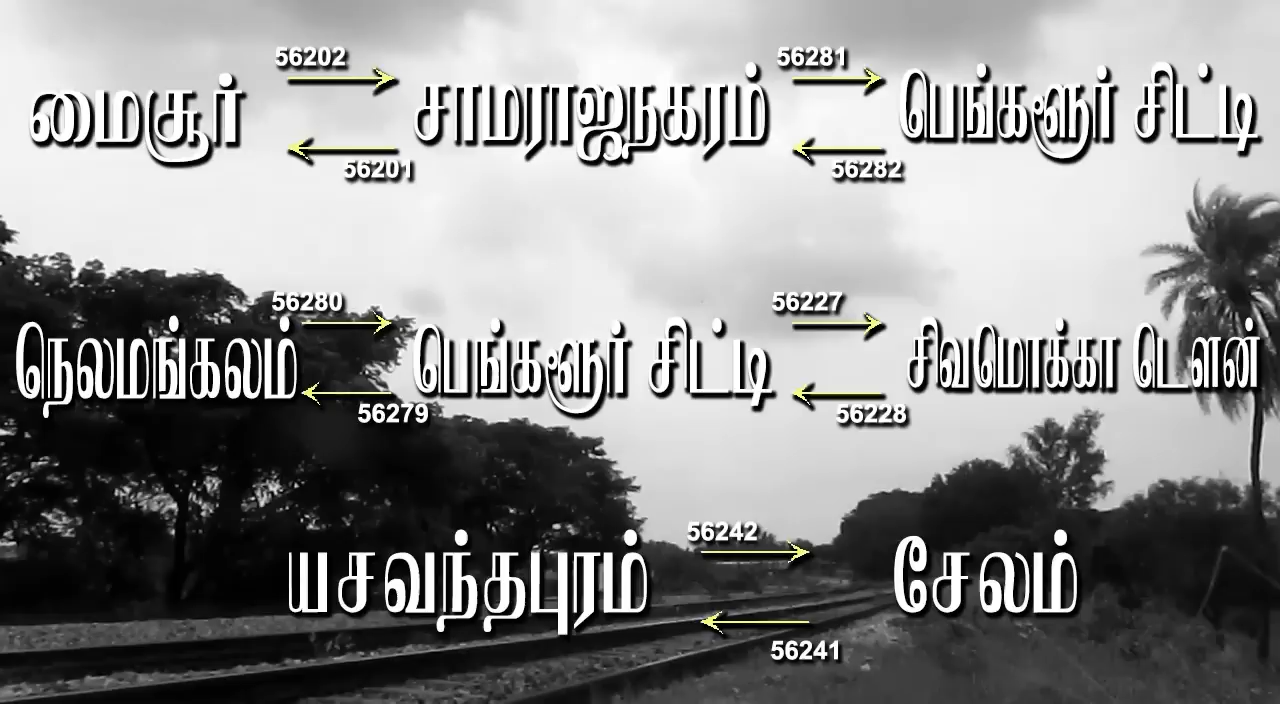 56202 56281
மைசூர் சாமராஜநகரம் பெங்களூர் சிட்டி
56201 56282
56280 56227
நெலமங்கலம் பெங்களூர் சிட்டி சிவமொக்கா டௌன்
56279 56228
56242
யசவந்தபுரம் சேலம்
56241